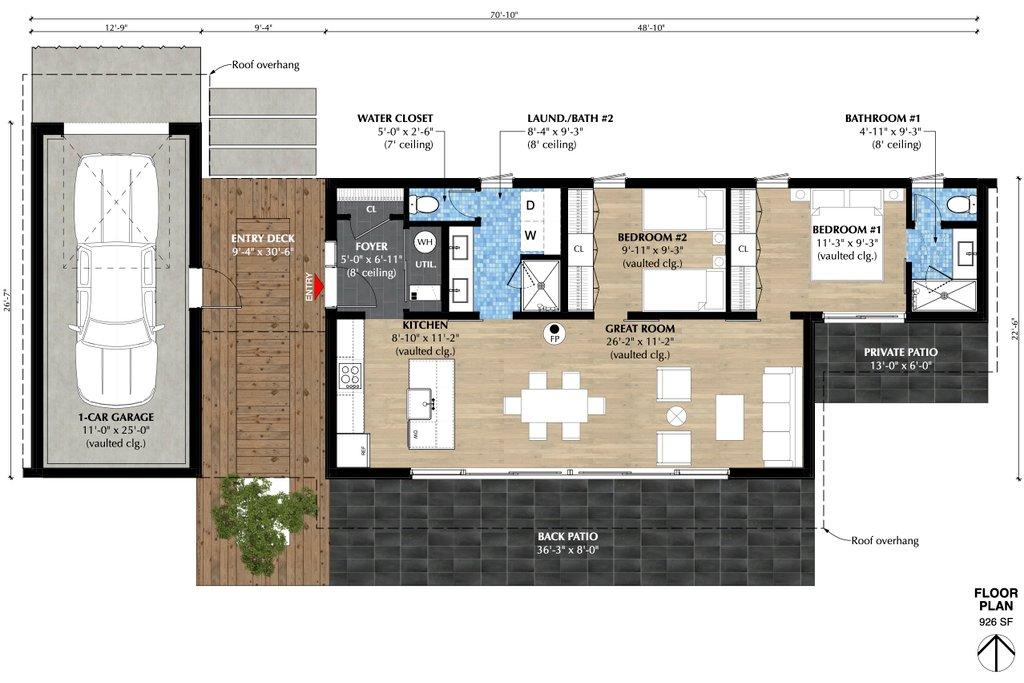 70'-10"
12'-9"
9'-4"
48'-10"
Roof overhang
WATER CLOSET
5'-0" x 2'-6"
(7' ceiling)
LAUND./BATH #2
8'-4" x 9'-3"
(8' ceiling)
BATHROOM #1
4'-11" x 9'-3"
(8' ceiling)
CL
D
W
ENTRY DECK
9'-4" x 30'-6"
FOYER
5'-0" x 6'-11"
(8' ceiling)
WH
UTIL.
CL
BEDROOM #2
9'-11" x 9'-3"
(vaulted clg.)
CL
BEDROOM #1
11'-3" x 9'-3"
(vaulted clg.)
ENTRY
26'-7"
22'-6"
KITCHEN
8'-10" x 11'-2"
(vaulted clg.)
FP
GREAT ROOM
26'-2" x 11'-2"
(vaulted clg.)
PRIVATE PATIO
13'-0" x 6'-0"
1-CAR GARAGE
11'-0" x 25'-0"
(vaulted clg.)
REF
DW
BACK PATIO
36'-3" x 8'-0"
Roof overhang
FLOOR
PLAN
926 SF